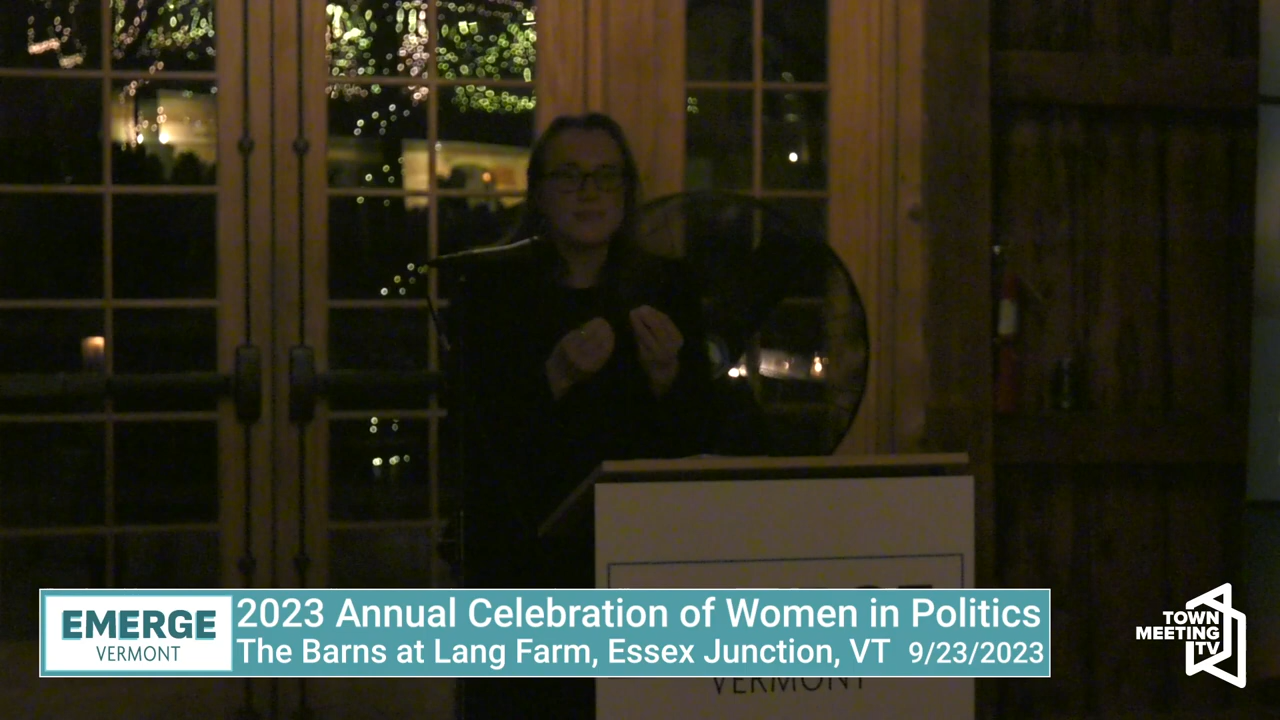 EMERGE
VERMONT
2023 Annual Celebration of Women in Politics
The Barns at Lang Farm, Essex Junction, VT 9/23/2023
VERMONT
TOWN
MEETING
TV